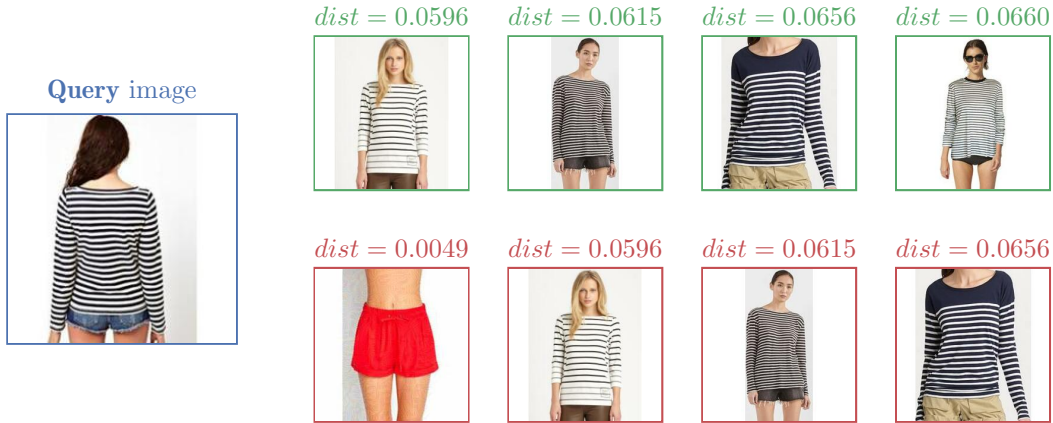 dist = 0.0596
dist = 0.0615
dist = 0.0656
dist = 0.0660
Query image
dist = 0.0049
dist = 0.0596
dist = 0.0615
dist = 0.0656